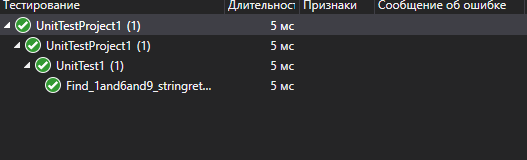 Тестирование Длительност Признаки Сообщение об ошибке
UnitTestProject1 (1) 5 мс
UnitTestProject1 (1) 5 мс
UnitTest1 (1) 5 мс
Find_1and6and9_stringret... 5 мс